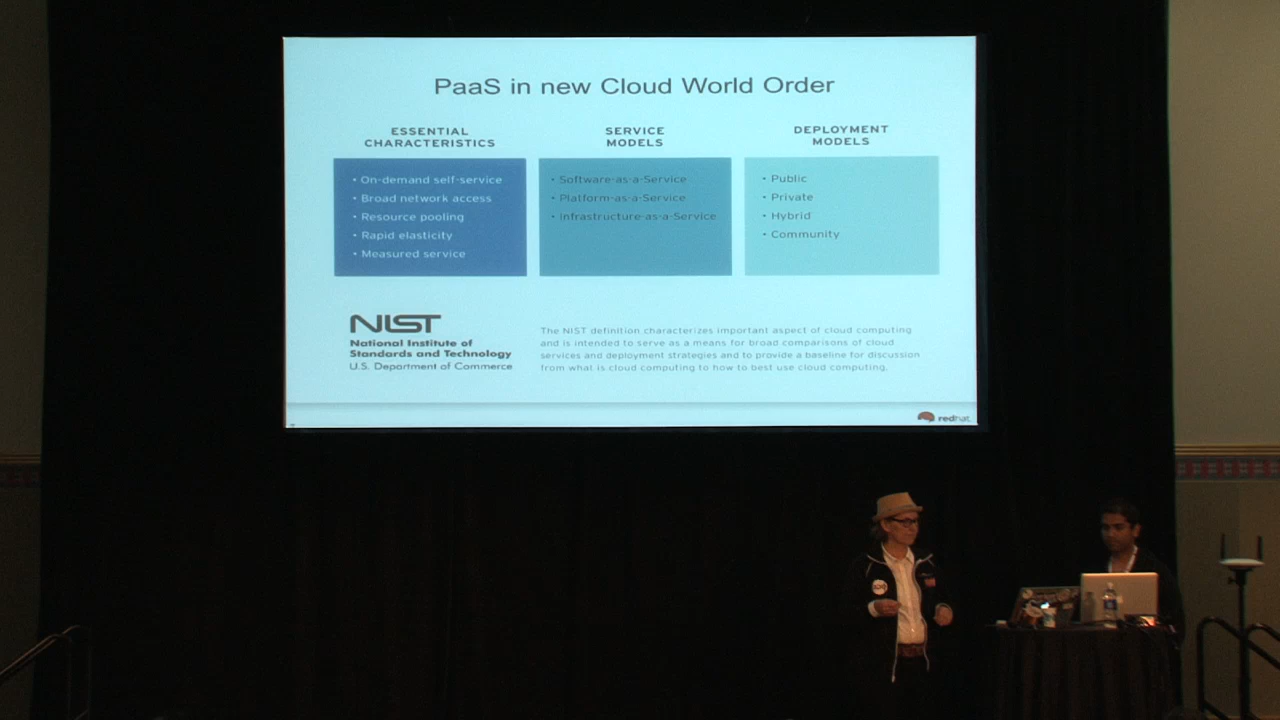 PaaS in new Cloud World Order
ESSENTIAL
CHARACTERISTICS
• On-demand self-service
• Broad network access
• Resource pooling
• Rapid elasticity
• Measured service
SERVICE
MODELS
• Software-as-a-Service
• Platform-as-a-Service
• Infrastructure-as-a-Service
DEPLOYMENT
MODELS
• Public
• Private
• Hybrid
• Community
NIST
National Institute of
Standards and Technology
U.S. Department of Commerce
The NIST definition characterizes important aspect of cloud computing
and is intended to serve as a means for broad comparisons of cloud
services and deployment strategies and to provide a baseline for discussion
from what is cloud computing to how to best use cloud computing.
redhat